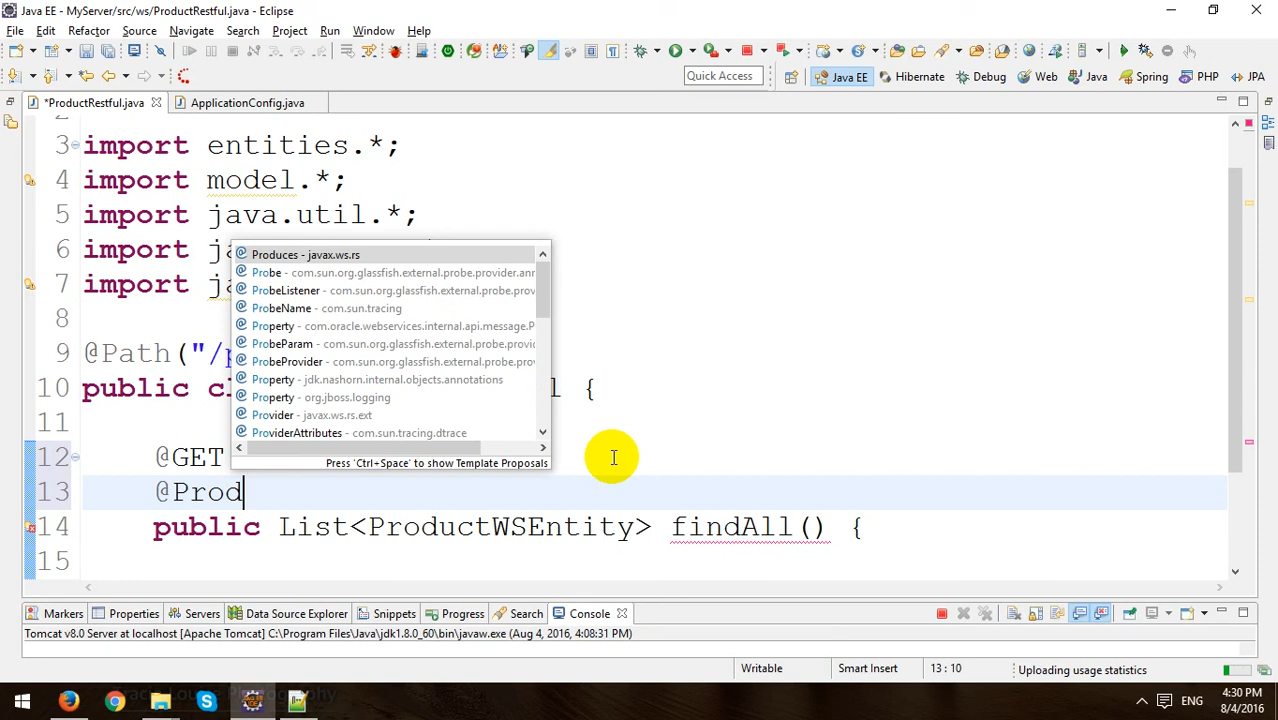 Java EE - MyServer/src/ws/ProductRestful.java - Eclipse
File Edit Refactor Source Navigate Search Project Run Window Help
Quick Access Java EE Hibernate Debug Web Java Spring PHP JPA
*ProductRestful.java ApplicationConfig.java
2
3 import entities.*;
4 import model.*;
5 import java.util.*;
6 import ja
7 import ja
8
9 @Path("/p
10 public cl l {
11
12 @GET
13 @Prod
14 public List<ProductWSEntity> findAll() {
15
Produces - javax.ws.rs
Probe - com.sun.org.glassfish.external.probe.provider.anr
ProbeListener - com.sun.org.glassfish.external.probe.prov
ProbeName - com.sun.tracing
Property - com.oracle.webservices.internal.api.message.P
ProbeParam - com.sun.org.glassfish.external.probe.provid
ProbeProvider - com.sun.org.glassfish.external.probe.prov
Property - jdk.nashorn.internal.objects.annotations
Property - org.jboss.logging
Provider - javax.ws.rs.ext
ProviderAttributes - com.sun.tracing.dtrace
Press 'Ctrl+Space' to show Template Proposals
Markers Properties Servers Data Source Explorer Snippets Progress Search Console
Tomcat v8.0 Server at localhost [Apache Tomcat] C:\Program Files\Java\jdk1.8.0_60\bin\javaw.exe (Aug 4, 2016, 4:08:31 PM)
Writable Smart Insert 13 : 10 Uploading usage statistics
ENG
4:30 PM
8/4/2016